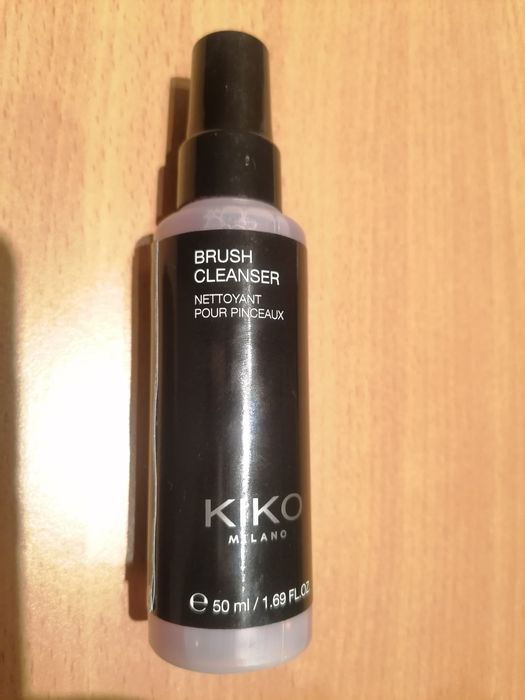 BRUSH
CLEANSER
NETTOYANT
POUR PINCEAUX
KIKO
MILANO
℮ 50 ml / 1.69 FL.OZ.